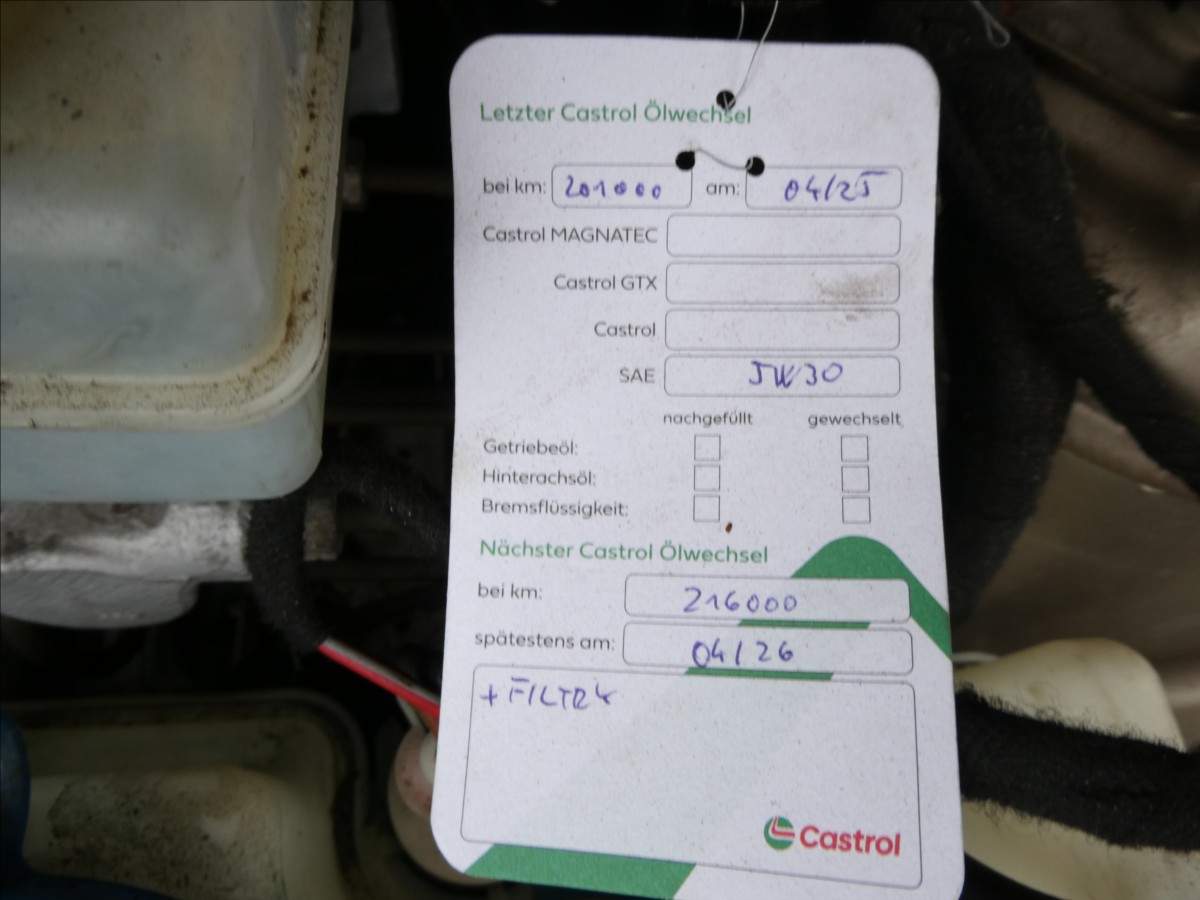 Letzter Castrol Ölwechsel
bei km: 201000 am: 04/25
Castrol MAGNATEC
Castrol GTX
Castrol
SAE 5W30
nachgefüllt gewechselt
Getriebeöl:
Hinterachsöl:
Bremsflüssigkeit:
Nächster Castrol Ölwechsel
bei km: 216000
spätestens am: 04/26
+ FILTRY
Castrol